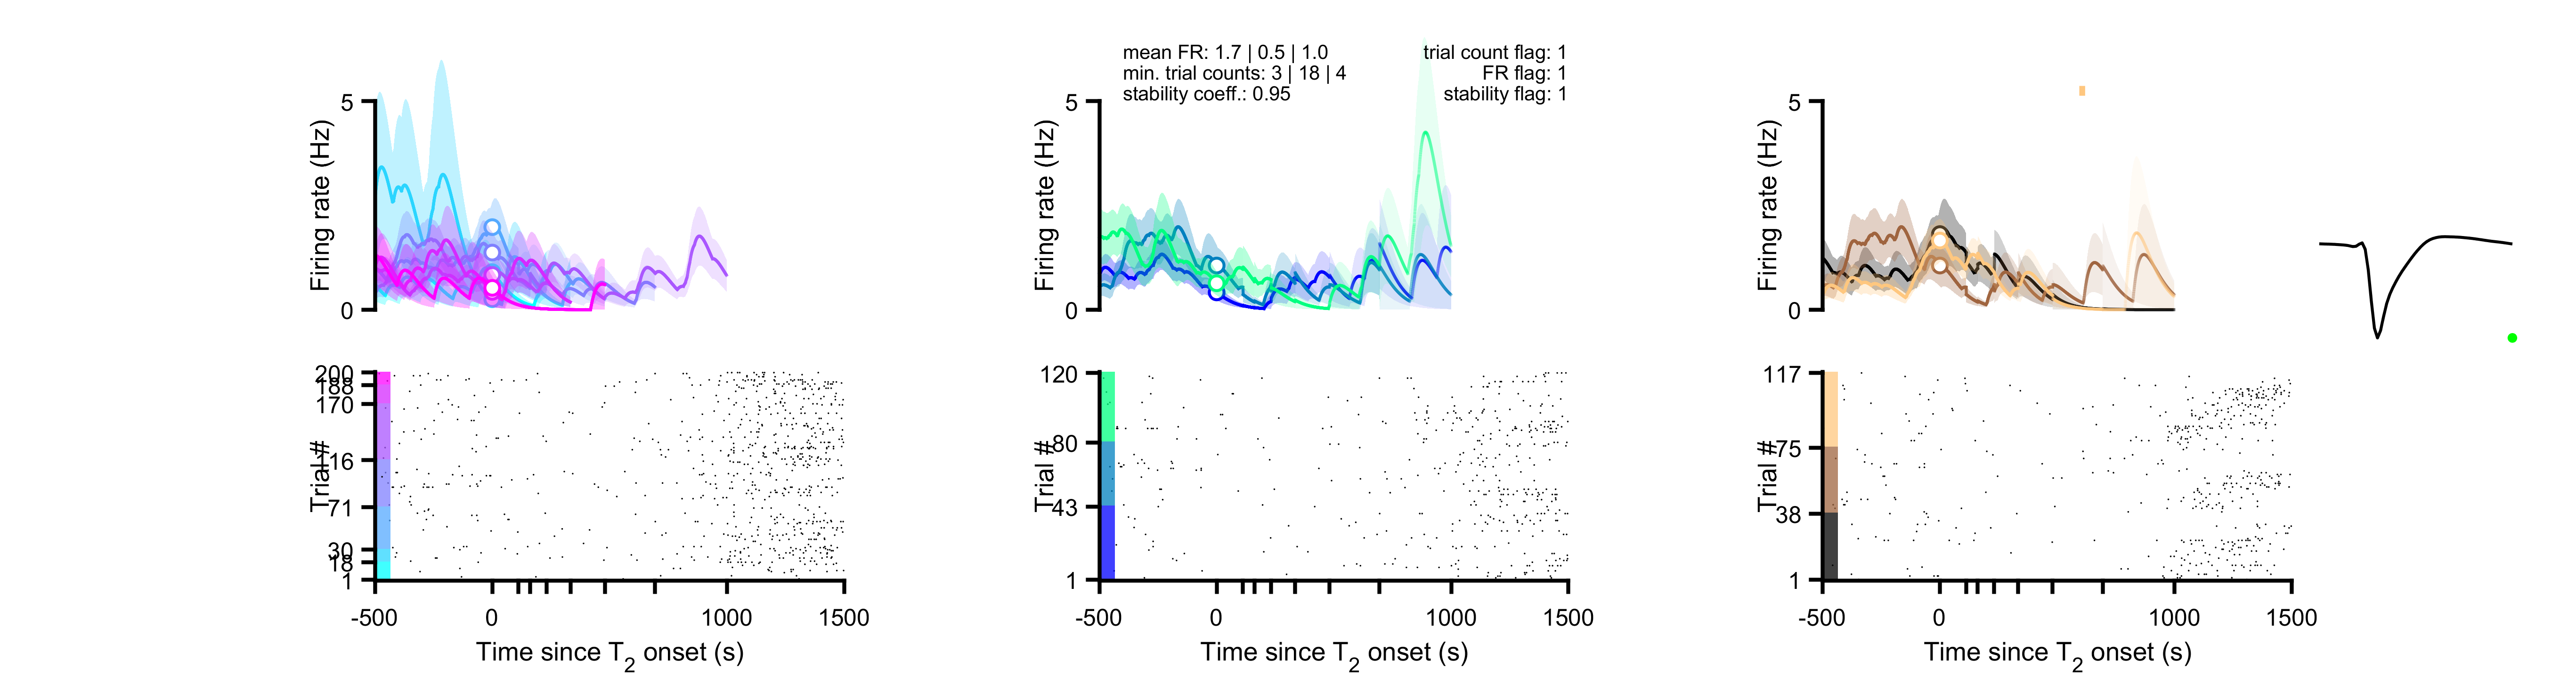 mean FR: 1.7 | 0.5 | 1.0
min. trial counts: 3 | 18 | 4
stability coeff.: 0.95
trial count flag: 1
FR flag: 1
stability flag: 1
5
Firing rate (Hz)
0
5
Firing rate (Hz)
0
5
Firing rate (Hz)
0
200
188
170
116
71
30
18
1
Trial #
-500
0
1000
1500
Time since T2 onset (s)
120
80
43
1
Trial #
-500
0
1000
1500
Time since T2 onset (s)
117
75
38
1
Trial #
-500
0
1000
1500
Time since T2 onset (s)